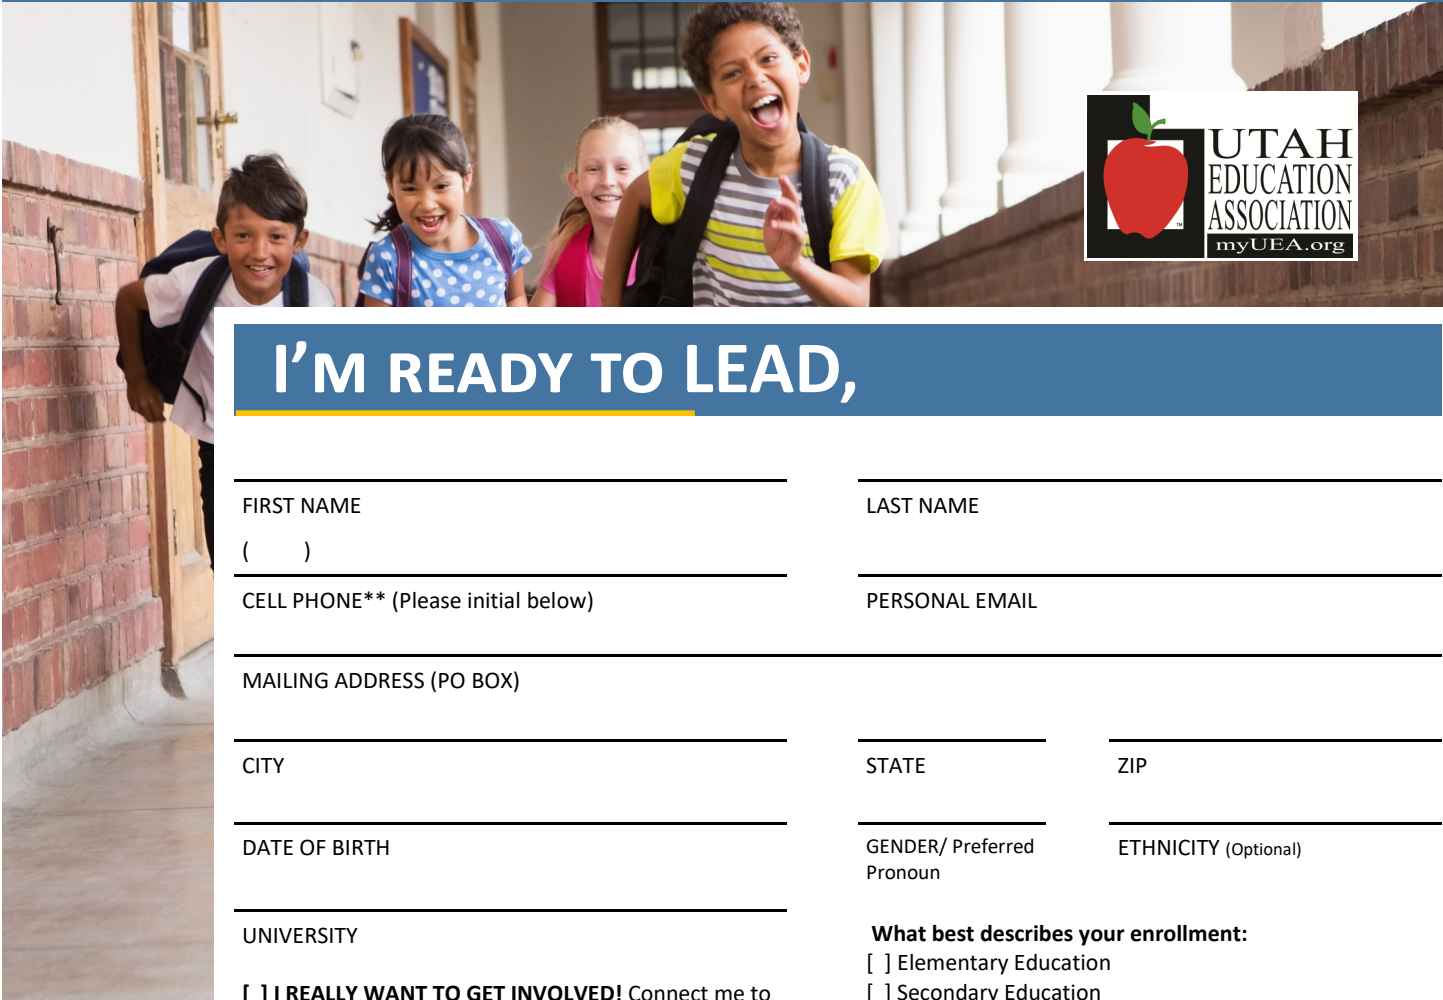 UTAH
EDUCATION
ASSOCIATION
™
myUEA.org
I’M READY TO LEAD,
FIRST NAME
LAST NAME
( )
CELL PHONE** (Please initial below)
PERSONAL EMAIL
MAILING ADDRESS (PO BOX)
CITY
STATE
ZIP
DATE OF BIRTH
GENDER/ Preferred
Pronoun
ETHNICITY (Optional)
UNIVERSITY
What best describes your enrollment:
[ ] Elementary Education
[ ] I REALLY WANT TO GET INVOLVED! Connect me to
[ ] Secondary Education